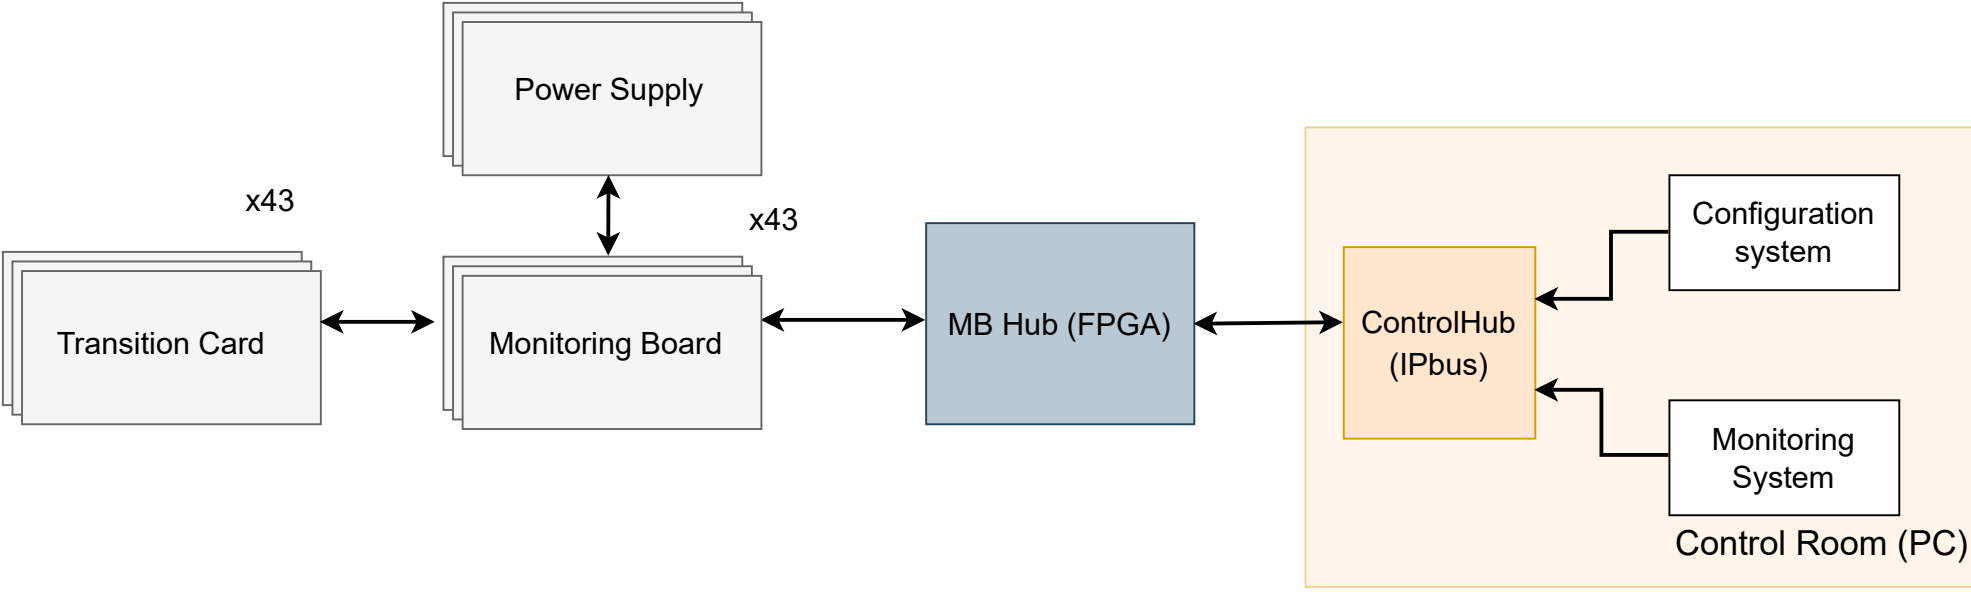 Power Supply
x43
x43
Transition Card
Monitoring Board
MB Hub (FPGA)
ControlHub
(IPbus)
Configuration
system
Monitoring
System
Control Room (PC)